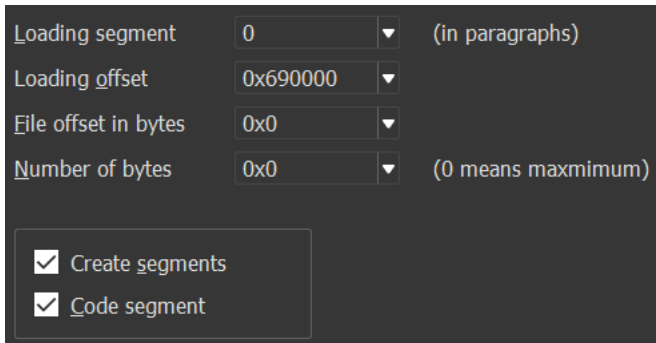 Loading segment 0 (in paragraphs)
Loading offset 0x690000
File offset in bytes 0x0
Number of bytes 0x0 (0 means maxmimum)
Create segments
Code segment